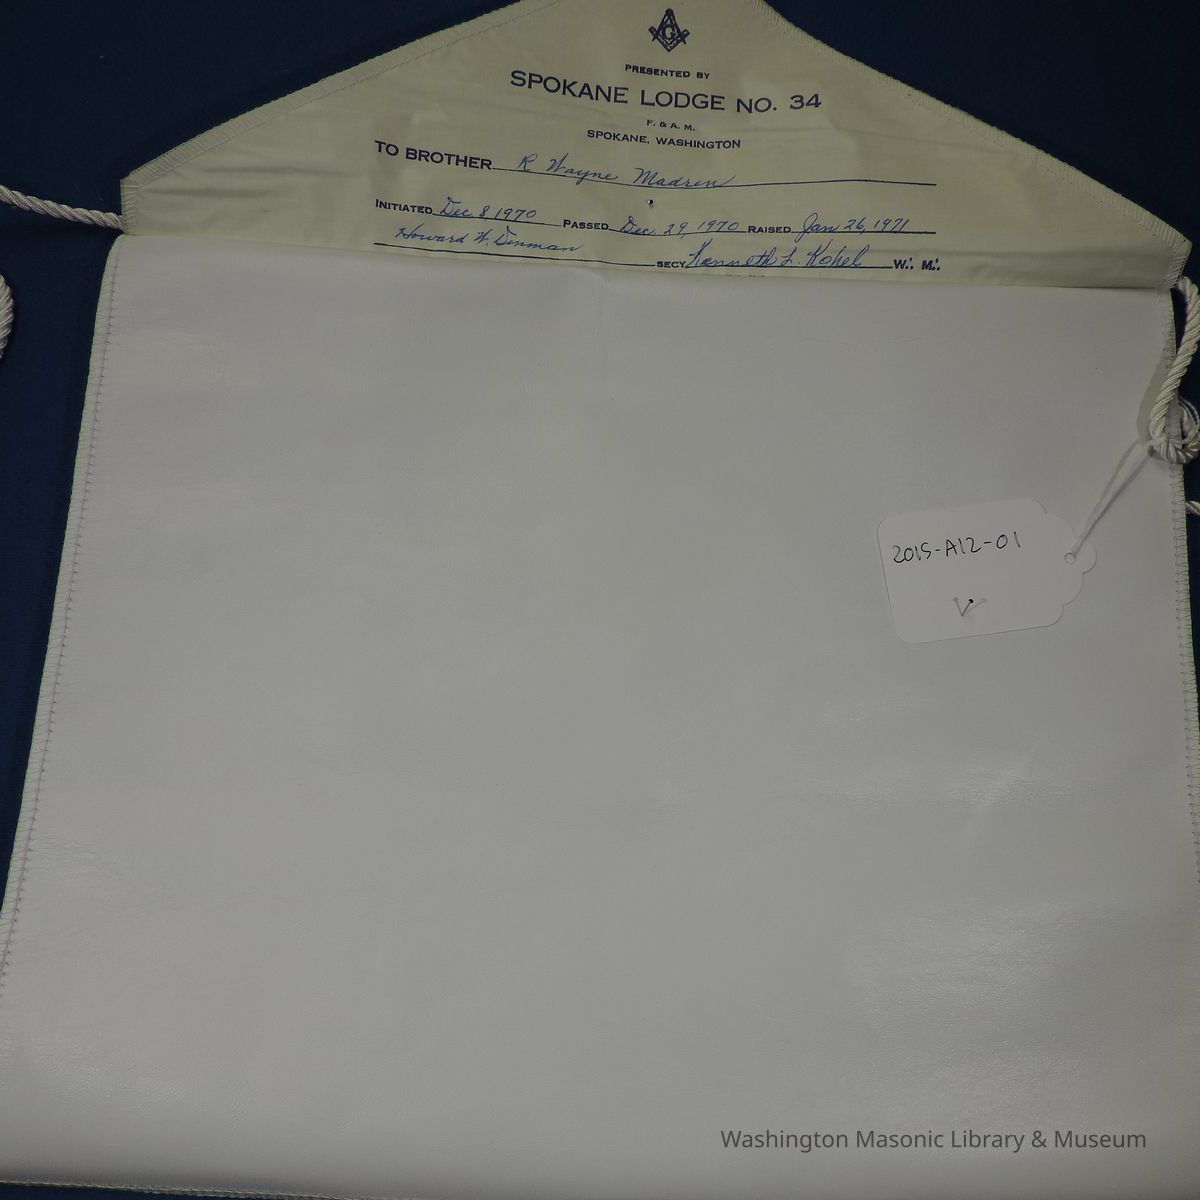 G
PRESENTED BY
SPOKANE LODGE NO. 34
F. & A. M.
SPOKANE, WASHINGTON
TO BROTHER R Wayne Madren
INITIATED Dec 8, 1970 PASSED Dec. 29, 1970 RAISED Jan 26, 1971
Howard W. Denman SECY Kenneth L. Kohel W∴ M∴
2015-A12-01
V
Washington Masonic Library & Museum